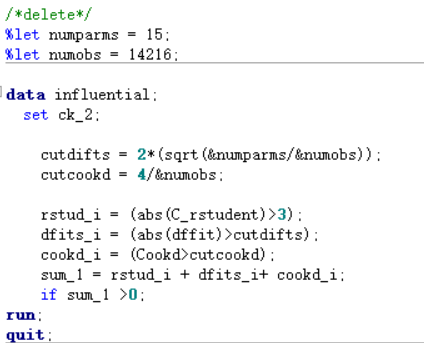 /*delete*/
%let numparms = 15;
%let numobs = 14216;
data influential;
set ck_2;
cutdifts = 2*(sqrt(&numparms/&numobs));
cutcookd = 4/&numobs;
rstud_i = (abs(C_rstudent)>3);
dfits_i = (abs(dffit)>cutdifts);
cookd_i = (Cookd>cutcookd);
sum_1 = rstud_i + dfits_i+ cookd_i;
if sum_1 >0;
run;
quit;